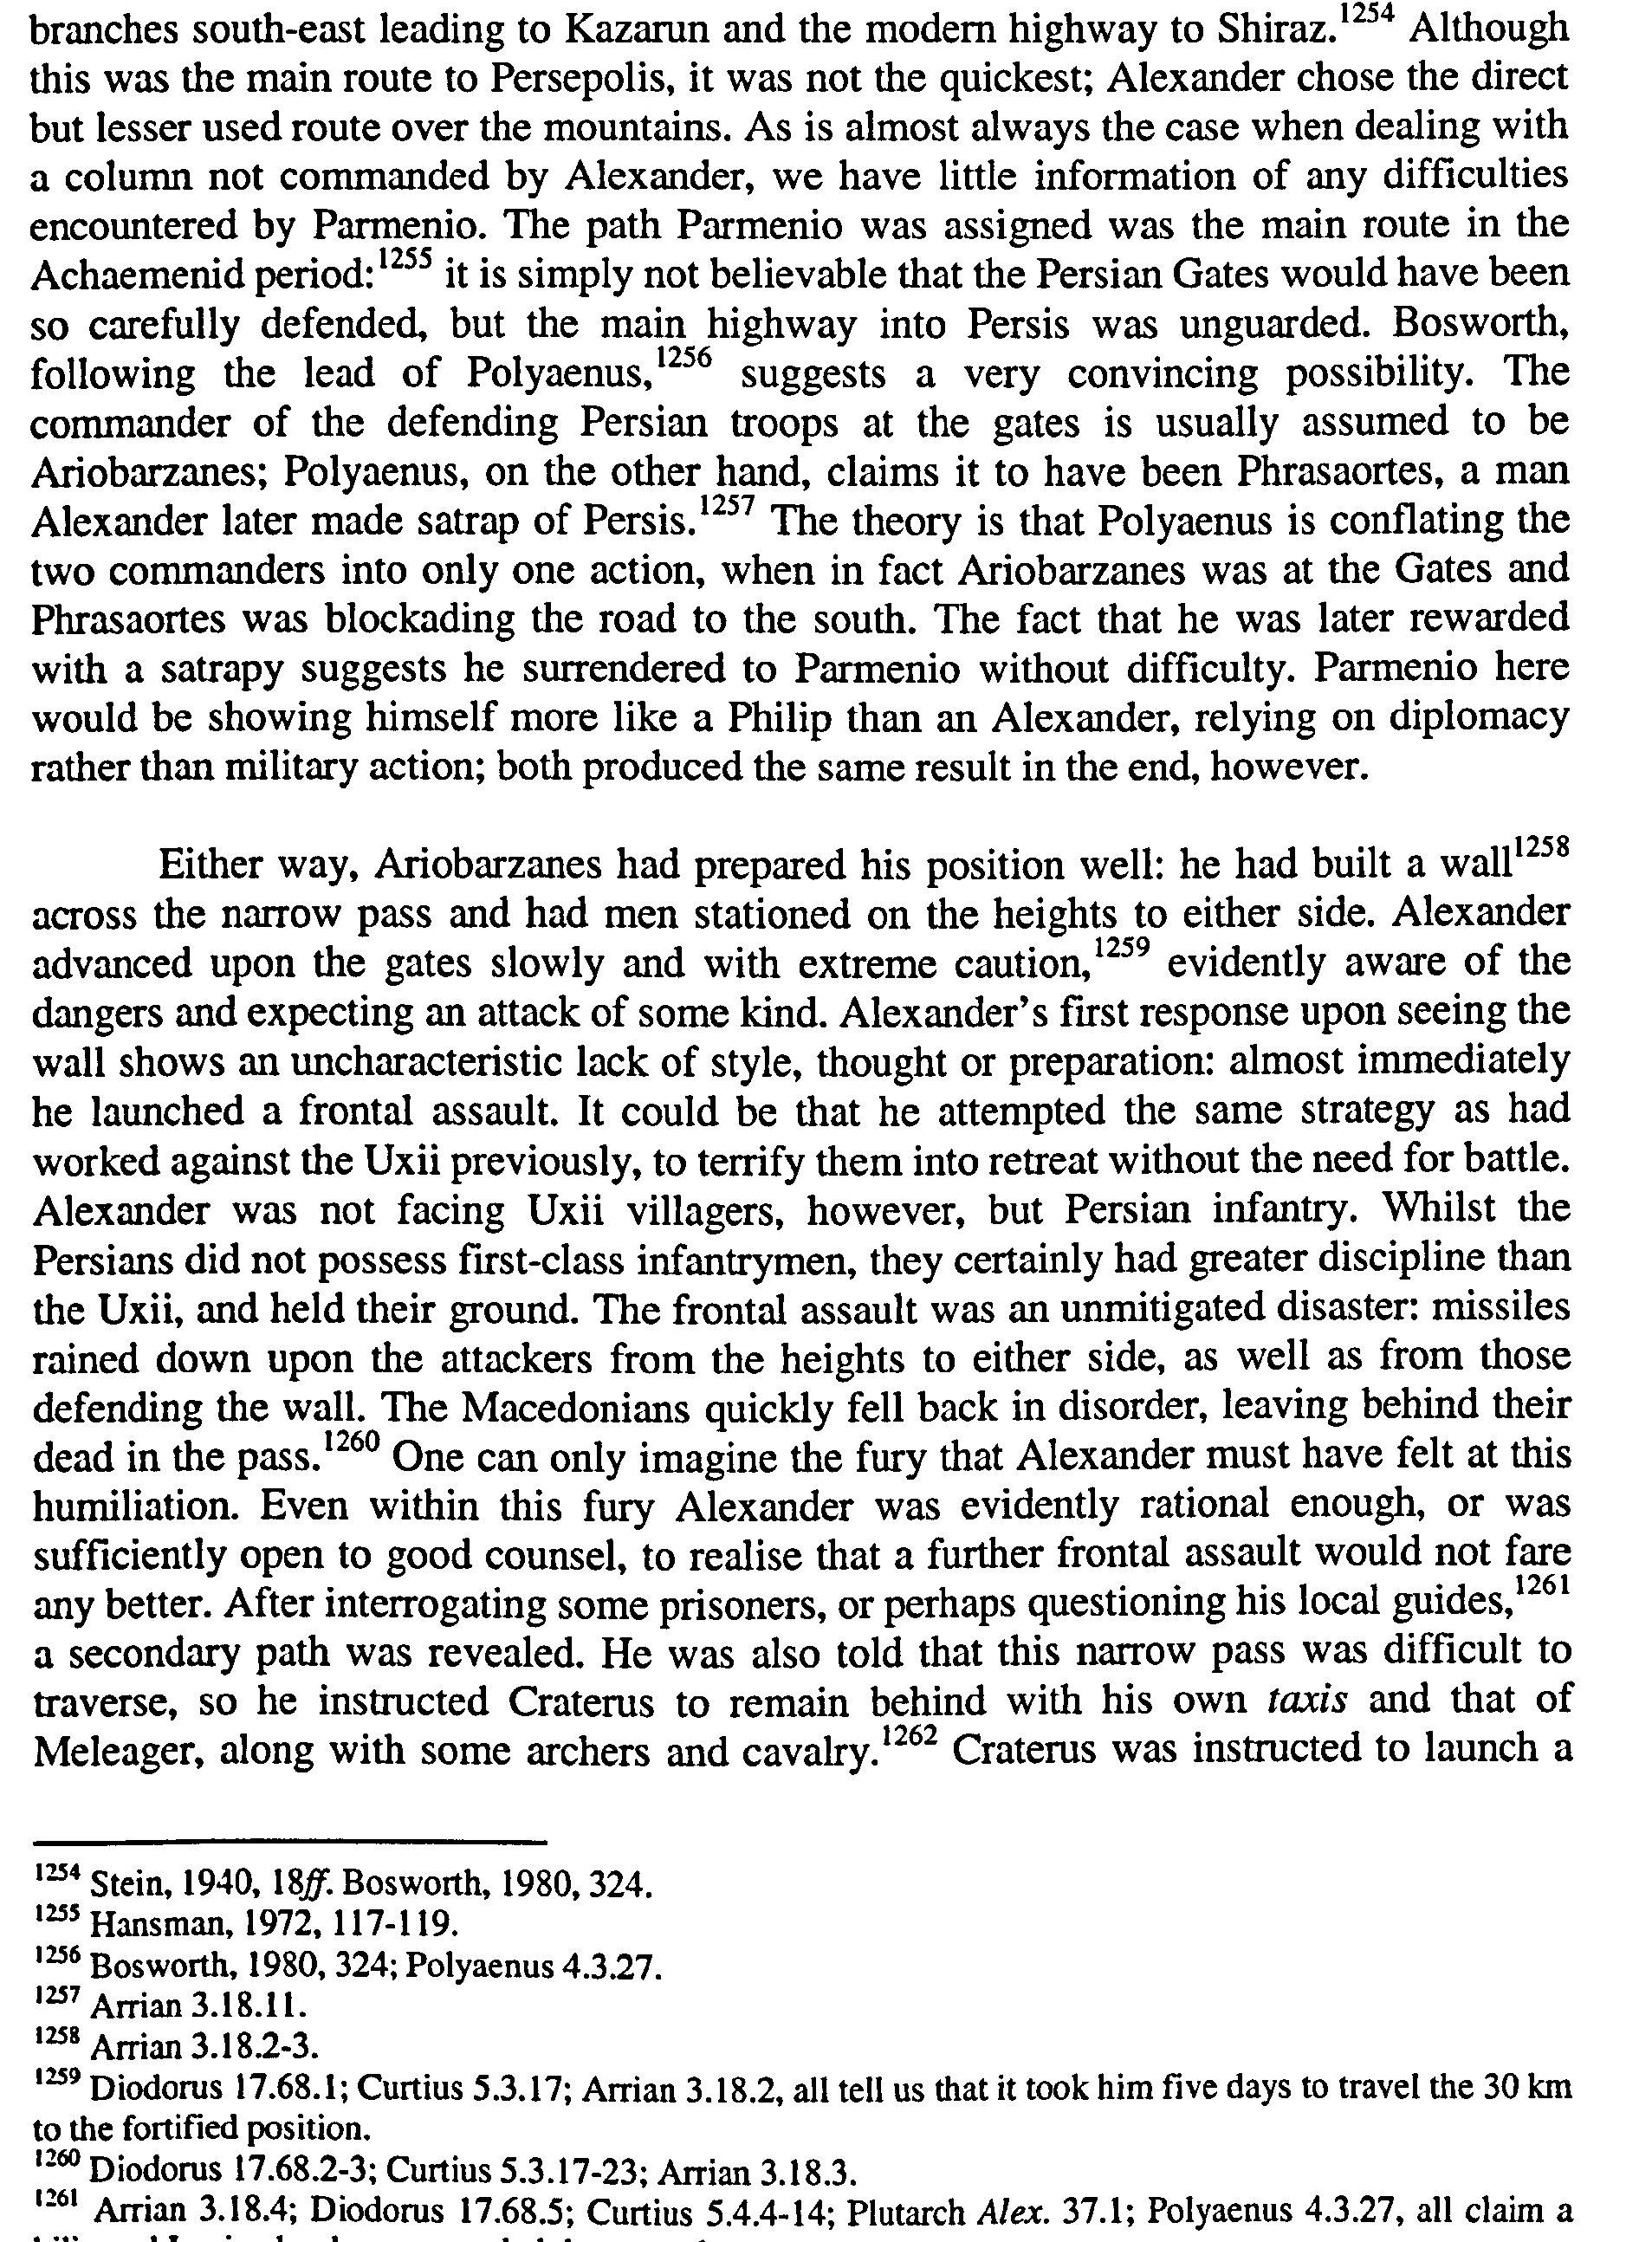 branches south-east leading to Kazarun and the modern highway to Shiraz.1254 Although
this was the main route to Persepolis, it was not the quickest; Alexander chose the direct
but lesser used route over the mountains. As is almost always the case when dealing with
a column not commanded by Alexander, we have little information of any difficulties
encountered by Parmenio. The path Parmenio was assigned was the main route in the
Achaemenid period:1255 it is simply not believable that the Persian Gates would have been
so carefully defended, but the main highway into Persis was unguarded. Bosworth,
following the lead of Polyaenus,1256 suggests a very convincing possibility. The
commander of the defending Persian troops at the gates is usually assumed to be
Ariobarzanes; Polyaenus, on the other hand, claims it to have been Phrasaortes, a man
Alexander later made satrap of Persis.1257 The theory is that Polyaenus is conflating the
two commanders into only one action, when in fact Ariobarzanes was at the Gates and
Phrasaortes was blockading the road to the south. The fact that he was later rewarded
with a satrapy suggests he surrendered to Parmenio without difficulty. Parmenio here
would be showing himself more like a Philip than an Alexander, relying on diplomacy
rather than military action; both produced the same result in the end, however.
Either way, Ariobarzanes had prepared his position well: he had built a wall1258
across the narrow pass and had men stationed on the heights to either side. Alexander
advanced upon the gates slowly and with extreme caution,1259 evidently aware of the
dangers and expecting an attack of some kind. Alexander's first response upon seeing the
wall shows an uncharacteristic lack of style, thought or preparation: almost immediately
he launched a frontal assault. It could be that he attempted the same strategy as had
worked against the Uxii previously, to terrify them into retreat without the need for battle.
Alexander was not facing Uxii villagers, however, but Persian infantry. Whilst the
Persians did not possess first-class infantrymen, they certainly had greater discipline than
the Uxii, and held their ground. The frontal assault was an unmitigated disaster: missiles
rained down upon the attackers from the heights to either side, as well as from those
defending the wall. The Macedonians quickly fell back in disorder, leaving behind their
dead in the pass.1260 One can only imagine the fury that Alexander must have felt at this
humiliation. Even within this fury Alexander was evidently rational enough, or was
sufficiently open to good counsel, to realise that a further frontal assault would not fare
any better. After interrogating some prisoners, or perhaps questioning his local guides,1261
a secondary path was revealed. He was also told that this narrow pass was difficult to
traverse, so he instructed Craterus to remain behind with his own taxis and that of
Meleager, along with some archers and cavalry.1262 Craterus was instructed to launch a
1254 Stein, 1940, 18ff. Bosworth, 1980, 324.
1255 Hansman, 1972, 117-119.
1256 Bosworth, 1980, 324; Polyaenus 4.3.27.
1257 Arrian 3.18.11.
1258 Arrian 3.18.2-3.
1259 Diodorus 17.68.1; Curtius 5.3.17; Arrian 3.18.2, all tell us that it took him five days to travel the 30 km
to the fortified position.
1260 Diodorus 17.68.2-3; Curtius 5.3.17-23; Arrian 3.18.3.
1261 Arrian 3.18.4; Diodorus 17.68.5; Curtius 5.4.4-14; Plutarch Alex. 37.1; Polyaenus 4.3.27, all claim a